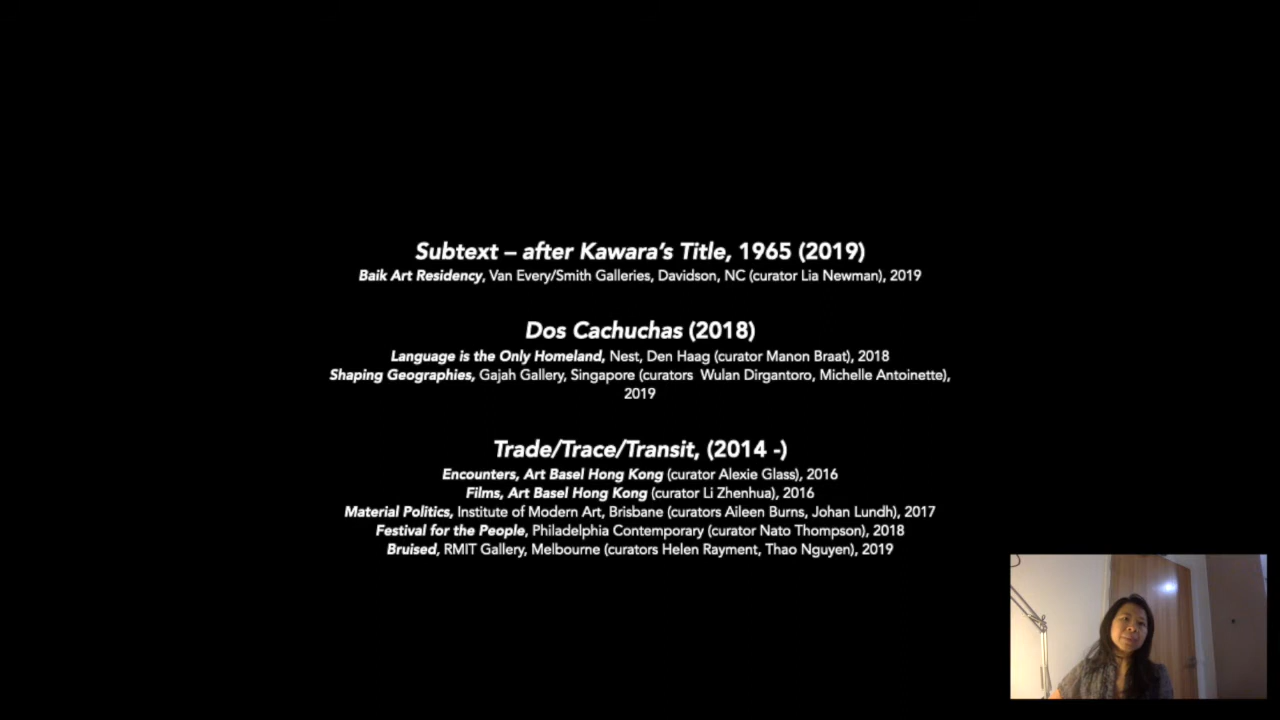 Subtext – after Kawara's Title, 1965 (2019)
Baik Art Residency, Van Every/Smith Galleries, Davidson, NC (curator Lia Newman), 2019
Dos Cachuchas (2018)
Language is the Only Homeland, Nest, Den Haag (curator Manon Braat), 2018
Shaping Geographies, Gajah Gallery, Singapore (curators  Wulan Dirgantoro, Michelle Antoinette),
2019
Trade/Trace/Transit, (2014 -)
Encounters, Art Basel Hong Kong (curator Alexie Glass), 2016
Films, Art Basel Hong Kong (curator Li Zhenhua), 2016
Material Politics, Institute of Modern Art, Brisbane (curators Aileen Burns, Johan Lundh), 2017
Festival for the People, Philadelphia Contemporary (curator Nato Thompson), 2018
Bruised, RMIT Gallery, Melbourne (curators Helen Rayment, Thao Nguyen), 2019